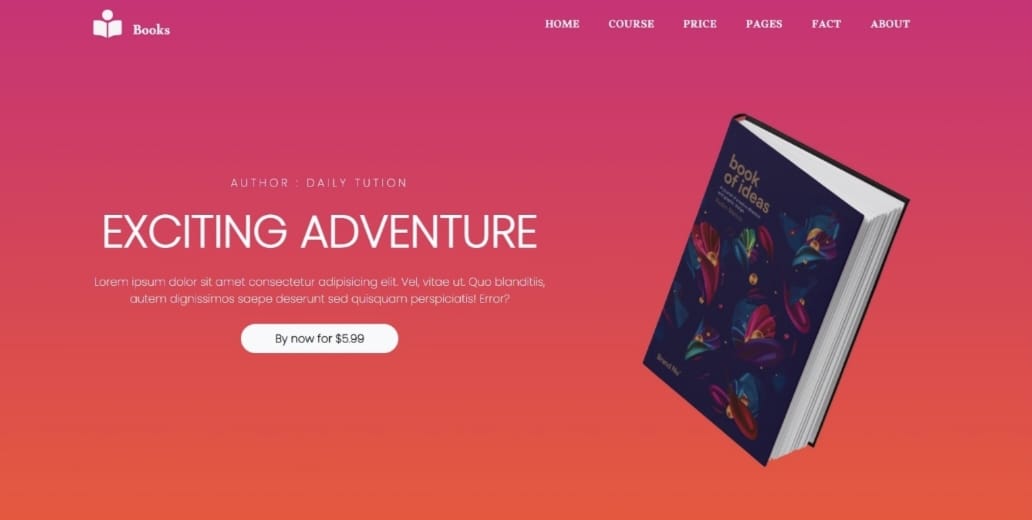 Books
HOME COURSE PRICE PAGES FACT ABOUT
AUTHOR : DAILY TUTION
EXCITING ADVENTURE
Lorem ipsum dolor sit amet consectetur adipisicing elit. Vel, vitae ut. Quo blanditiis,
autem dignissimos saepe deserunt sed quisquam perspiciatis! Error?
By now for $5.99
book
of ideas
Brand.Nu